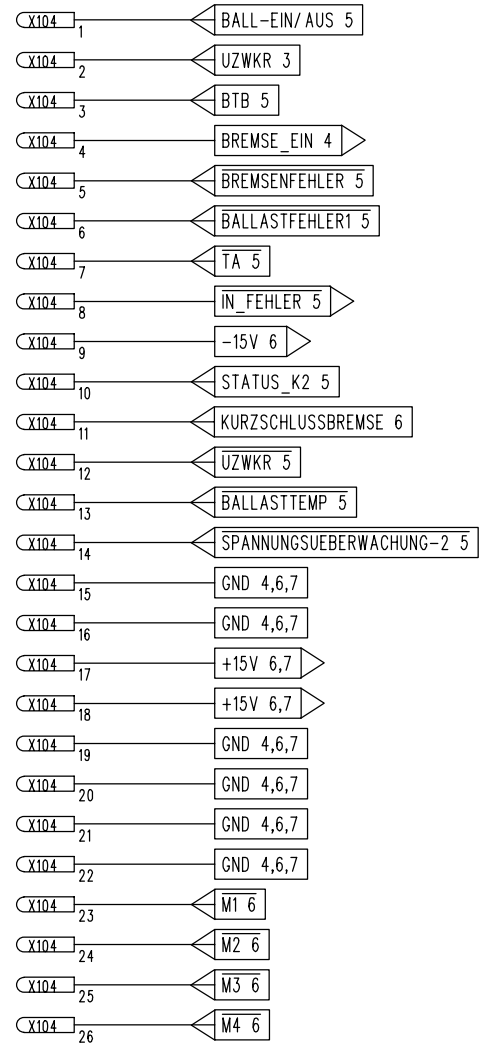 X104 1 BALL-EIN/AUS 5
X104 2 UZWKR 3
X104 3 BTB 5
X104 4 BREMSE_EIN 4
X104 5 BREMSENFEHLER 5
X104 6 BALLASTFEHLER1 5
X104 7 TA 5
X104 8 IN_FEHLER 5
X104 9 -15V 6
X104 10 STATUS_K2 5
X104 11 KURZSCHLUSSBREMSE 6
X104 12 UZWKR 5
X104 13 BALLASTTEMP 5
X104 14 SPANNUNGSUEBERWACHUNG-2 5
X104 15 GND 4,6,7
X104 16 GND 4,6,7
X104 17 +15V 6,7
X104 18 +15V 6,7
X104 19 GND 4,6,7
X104 20 GND 4,6,7
X104 21 GND 4,6,7
X104 22 GND 4,6,7
X104 23 M1 6
X104 24 M2 6
X104 25 M3 6
X104 26 M4 6